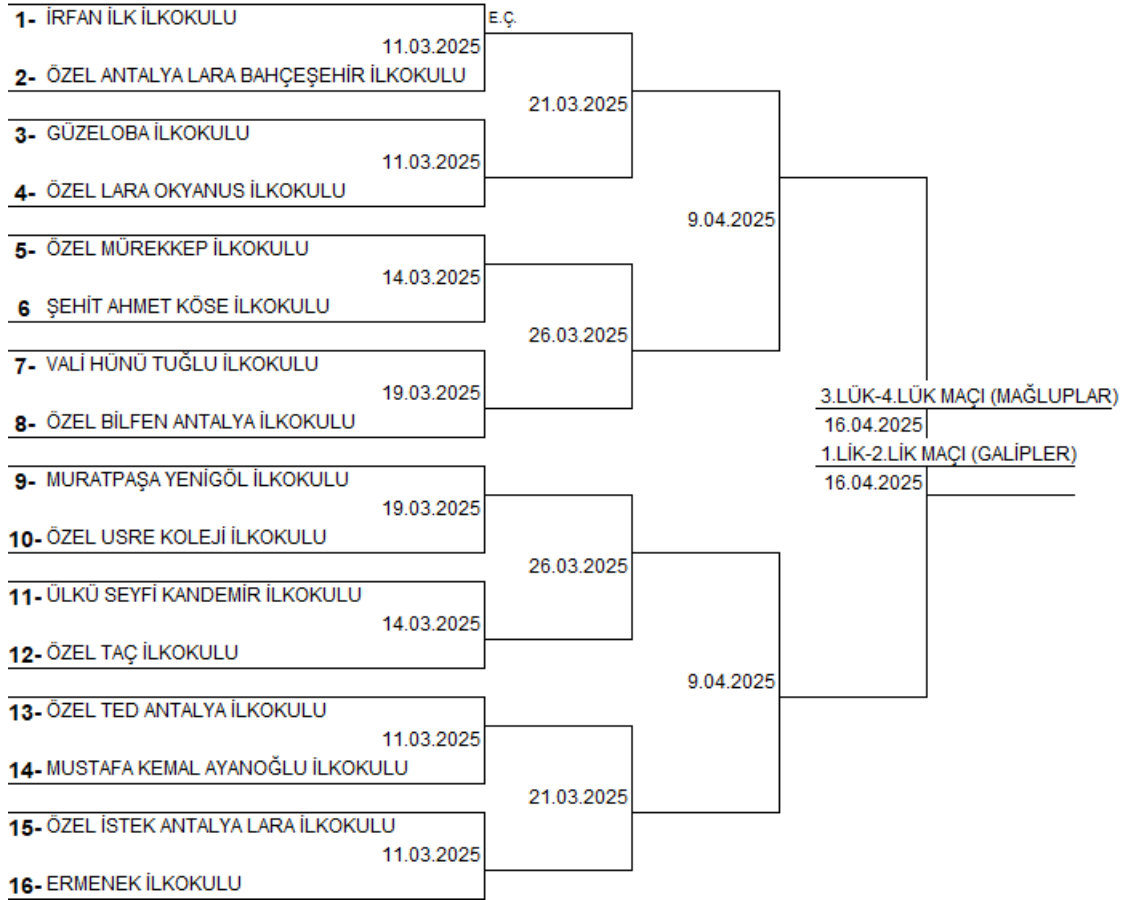 1- İRFAN İLK İLKOKULU
E.Ç.
11.03.2025
2- ÖZEL ANTALYA LARA BAHÇEŞEHİR İLKOKULU
21.03.2025
3- GÜZELOBA İLKOKULU
11.03.2025
4- ÖZEL LARA OKYANUS İLKOKULU
9.04.2025
5- ÖZEL MÜREKKEP İLKOKULU
14.03.2025
6 ŞEHİT AHMET KÖSE İLKOKULU
26.03.2025
7- VALİ HÜNÜ TUĞLU İLKOKULU
19.03.2025
8- ÖZEL BİLFEN ANTALYA İLKOKULU
3.LÜK-4.LÜK MAÇI (MAĞLUPLAR)
16.04.2025
1.LİK-2.LİK MAÇI (GALİPLER)
16.04.2025
9- MURATPAŞA YENİGÖL İLKOKULU
19.03.2025
10- ÖZEL USRE KOLEJİ İLKOKULU
26.03.2025
11- ÜLKÜ SEYFİ KANDEMİR İLKOKULU
14.03.2025
12- ÖZEL TAÇ İLKOKULU
9.04.2025
13- ÖZEL TED ANTALYA İLKOKULU
11.03.2025
14- MUSTAFA KEMAL AYANOĞLU İLKOKULU
21.03.2025
15- ÖZEL İSTEK ANTALYA LARA İLKOKULU
11.03.2025
16- ERMENEK İLKOKULU